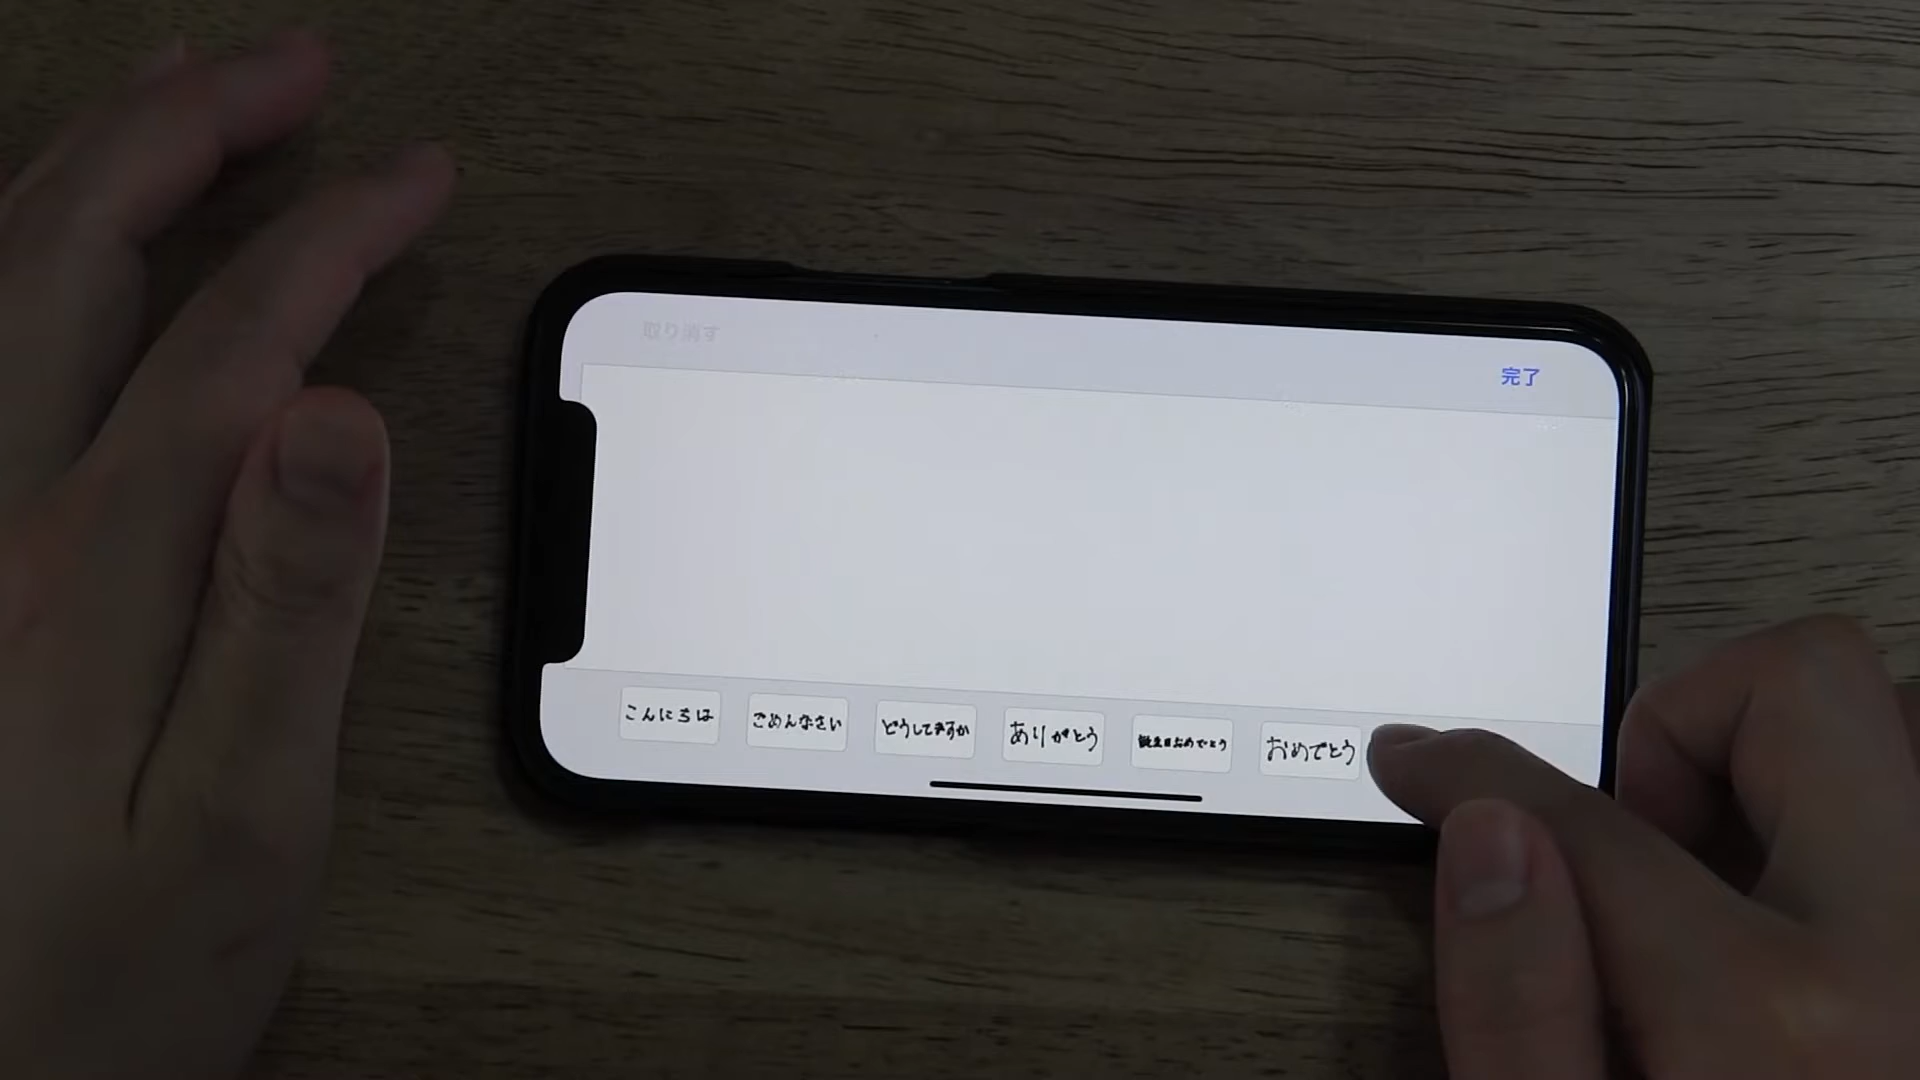 取り消す
完了
こんにちは
ごめんなさい
どうしてますか
ありがとう
誕生日おめでとう
おめでとう